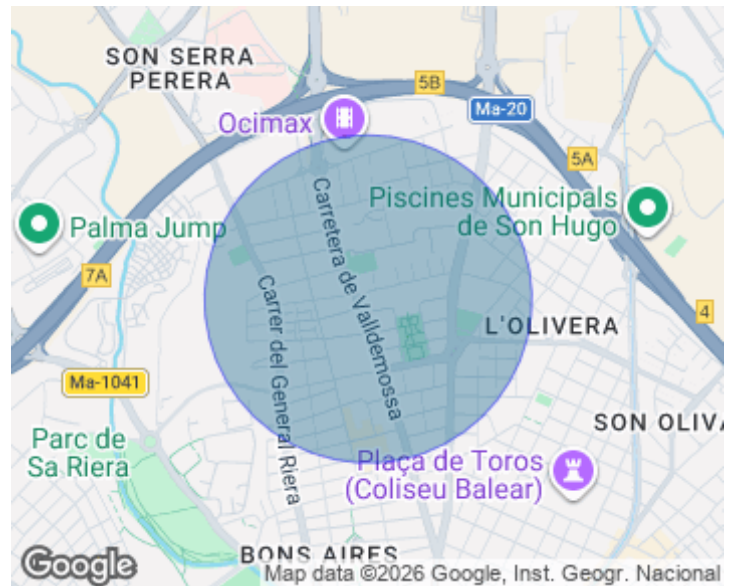 SON SERRA
PERERA
5B
Ocimax
Ma-20
5A
Carretera de Valldemossa
Piscines Municipals
de Son Hugo
Palma Jump
7A
Carrer del General Riera
4
L'OLIVERA
Ma-1041
SON OLIV
Parc de
Sa Riera
Plaça de Toros
(Coliseu Balear)
BONS AIRES
Google
Map data ©2026 Google, Inst. Geogr. Nacional